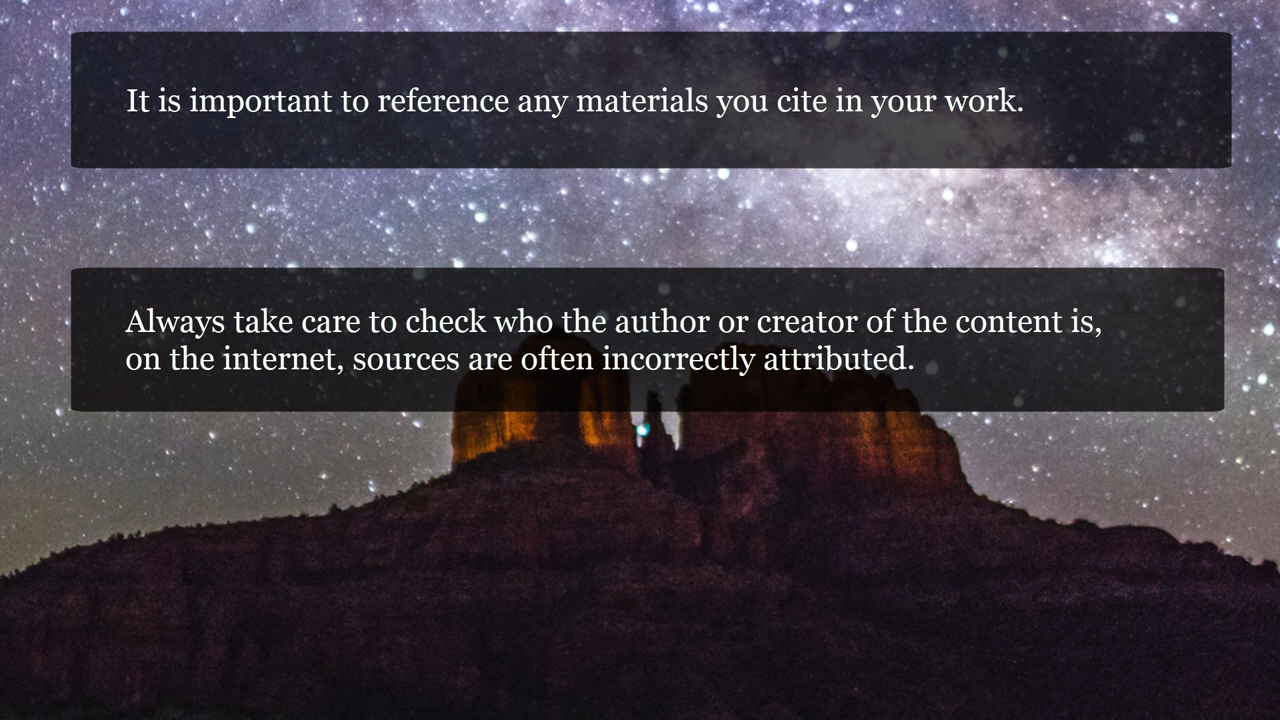 It is important to reference any materials you cite in your work.
Always take care to check who the author or creator of the content is,
on the internet, sources are often incorrectly attributed.